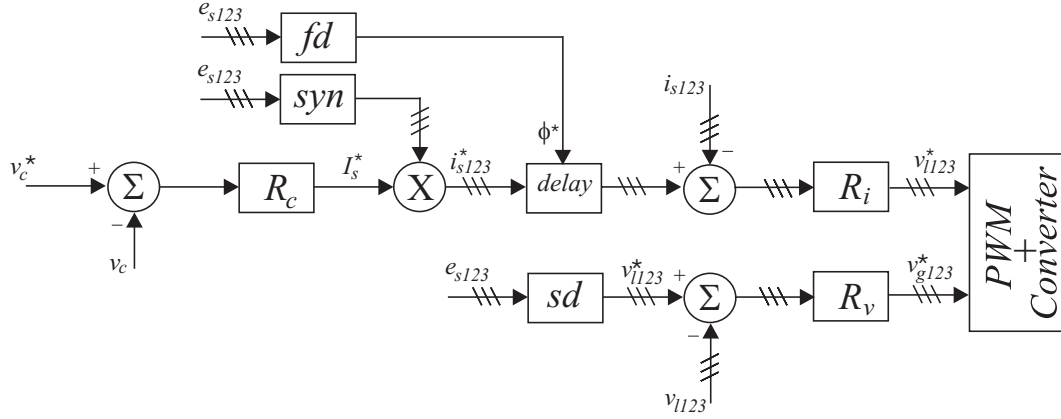 e_s123
fd
e_s123
syn
i_s123
ϕ*
v_c*
+
Σ
−
v_c
R_c
I_s*
X
i*_s123
delay
+
−
Σ
R_i
v*_l123
PWM
+
Converter
e_s123
sd
v*_l123
+
Σ
−
v_l123
R_v
v*_g123